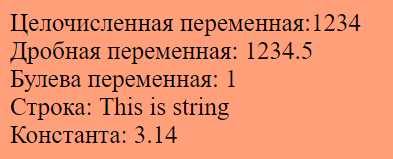 Целочисленная переменная:1234
Дробная переменная: 1234.5
Булева переменная: 1
Строка: This is string
Константа: 3.14